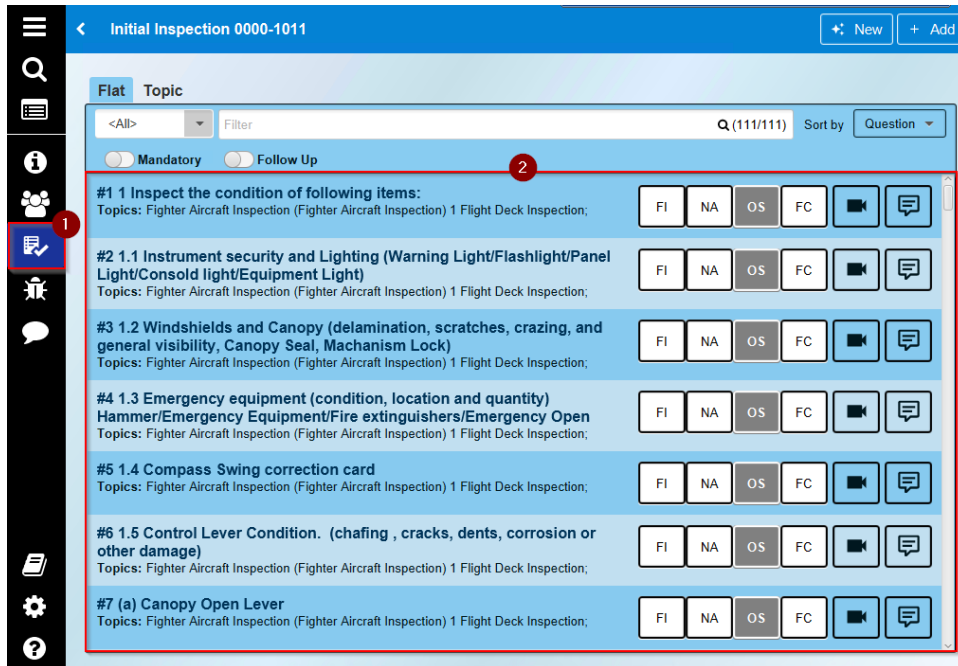 Initial Inspection 0000-1011
New
+ Add
Flat Topic
<All>
Filter
(111/111)
Sort by
Question
Mandatory
Follow Up
2
1
#1 1 Inspect the condition of following items:
Topics: Fighter Aircraft Inspection (Fighter Aircraft Inspection) 1 Flight Deck Inspection;
FI NA OS FC
#2 1.1 Instrument security and Lighting (Warning Light/Flashlight/Panel
Light/Consold light/Equipment Light)
Topics: Fighter Aircraft Inspection (Fighter Aircraft Inspection) 1 Flight Deck Inspection;
FI NA OS FC
#3 1.2 Windshields and Canopy (delamination, scratches, crazing, and
general visibility, Canopy Seal, Machanism Lock)
Topics: Fighter Aircraft Inspection (Fighter Aircraft Inspection) 1 Flight Deck Inspection;
FI NA OS FC
#4 1.3 Emergency equipment (condition, location and quantity)
Hammer/Emergency Equipment/Fire extinguishers/Emergency Open
Topics: Fighter Aircraft Inspection (Fighter Aircraft Inspection) 1 Flight Deck Inspection;
FI NA OS FC
#5 1.4 Compass Swing correction card
Topics: Fighter Aircraft Inspection (Fighter Aircraft Inspection) 1 Flight Deck Inspection;
FI NA OS FC
#6 1.5 Control Lever Condition. (chafing , cracks, dents, corrosion or
other damage)
Topics: Fighter Aircraft Inspection (Fighter Aircraft Inspection) 1 Flight Deck Inspection;
FI NA OS FC
#7 (a) Canopy Open Lever
Topics: Fighter Aircraft Inspection (Fighter Aircraft Inspection) 1 Flight Deck Inspection;
FI NA OS FC